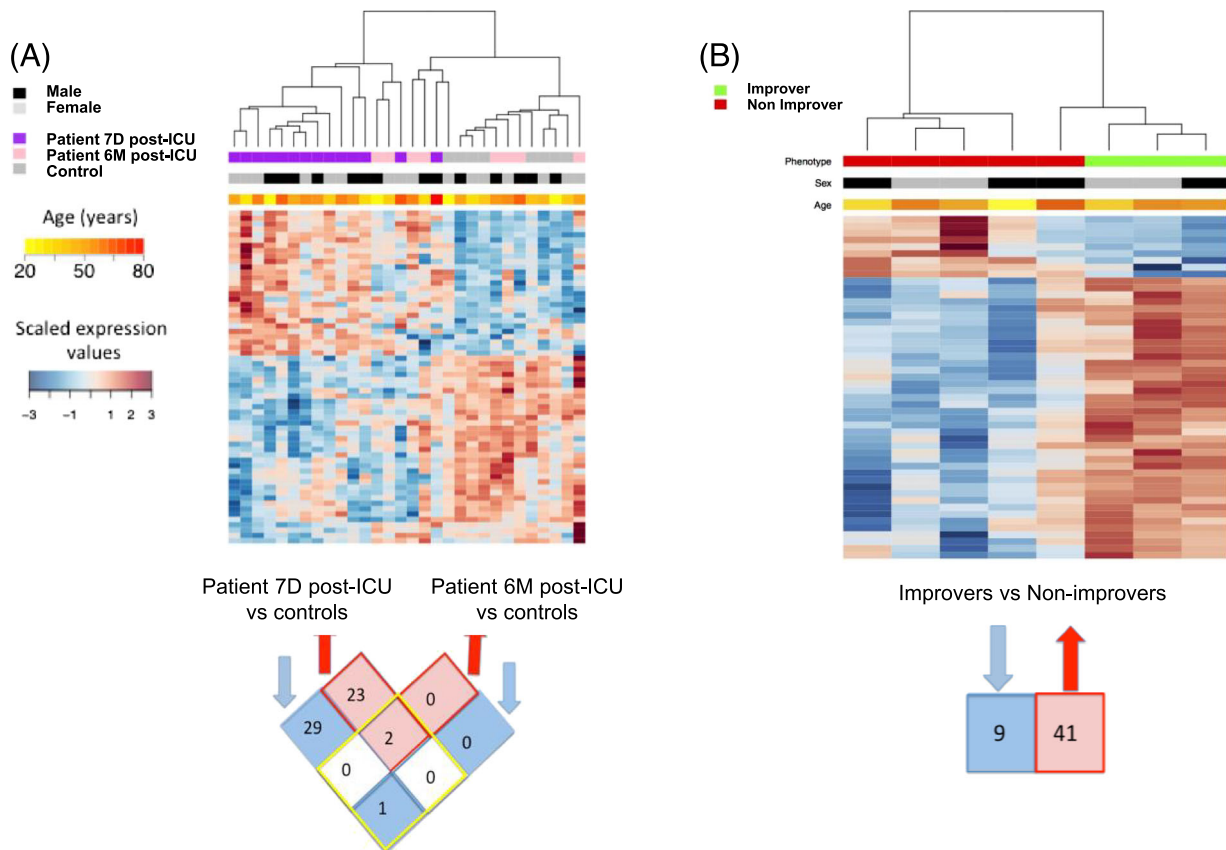 (A)
Male
Female
Patient 7D post-ICU
Patient 6M post-ICU
Control
Age (years)
20 50 80
Scaled expression
values
−3 −1 1 2 3
Patient 7D post-ICU
vs controls
Patient 6M post-ICU
vs controls
23
0
29
2
0
0
0
1
(B)
Improver
Non Improver
Phenotype
Sex
Age
Improvers vs Non-improvers
9
41